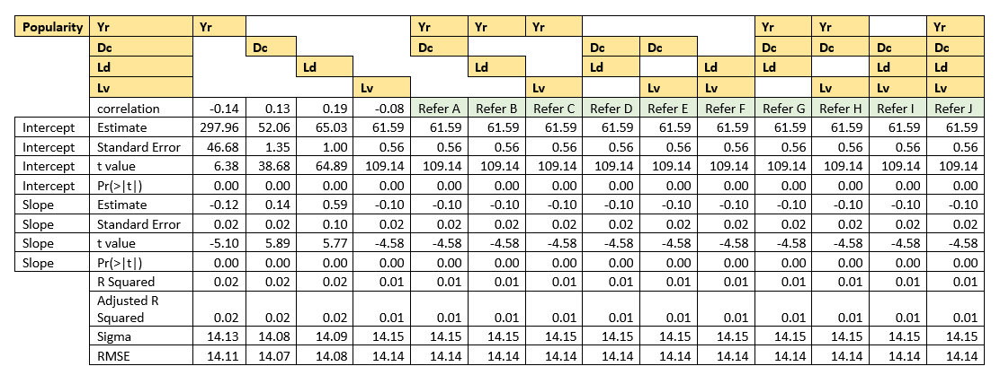 Popularity Yr Yr Yr Yr Yr Yr Yr Yr
Dc Dc Dc Dc Dc Dc Dc Dc
Ld Ld Ld Ld Ld Ld Ld Ld
Lv Lv Lv Lv Lv Lv Lv Lv
correlation -0.14 0.13 0.19 -0.08 Refer A Refer B Refer C Refer D Refer E Refer F Refer G Refer H Refer I Refer J
Intercept Estimate 297.96 52.06 65.03 61.59 61.59 61.59 61.59 61.59 61.59 61.59 61.59 61.59 61.59 61.59
Intercept Standard Error 46.68 1.35 1.00 0.56 0.56 0.56 0.56 0.56 0.56 0.56 0.56 0.56 0.56 0.56
Intercept t value 6.38 38.68 64.89 109.14 109.14 109.14 109.14 109.14 109.14 109.14 109.14 109.14 109.14 109.14
Intercept Pr(>|t|) 0.00 0.00 0.00 0.00 0.00 0.00 0.00 0.00 0.00 0.00 0.00 0.00 0.00 0.00
Slope Estimate -0.12 0.14 0.59 -0.10 -0.10 -0.10 -0.10 -0.10 -0.10 -0.10 -0.10 -0.10 -0.10 -0.10
Slope Standard Error 0.02 0.02 0.10 0.02 0.02 0.02 0.02 0.02 0.02 0.02 0.02 0.02 0.02 0.02
Slope t value -5.10 5.89 5.77 -4.58 -4.58 -4.58 -4.58 -4.58 -4.58 -4.58 -4.58 -4.58 -4.58 -4.58
Slope Pr(>|t|) 0.00 0.00 0.00 0.00 0.00 0.00 0.00 0.00 0.00 0.00 0.00 0.00 0.00 0.00
R Squared 0.02 0.02 0.02 0.01 0.01 0.01 0.01 0.01 0.01 0.01 0.01 0.01 0.01 0.01
Adjusted R
Squared 0.02 0.02 0.02 0.01 0.01 0.01 0.01 0.01 0.01 0.01 0.01 0.01 0.01 0.01
Sigma 14.13 14.08 14.09 14.15 14.15 14.15 14.15 14.15 14.15 14.15 14.15 14.15 14.15 14.15
RMSE 14.11 14.07 14.08 14.14 14.14 14.14 14.14 14.14 14.14 14.14 14.14 14.14 14.14 14.14